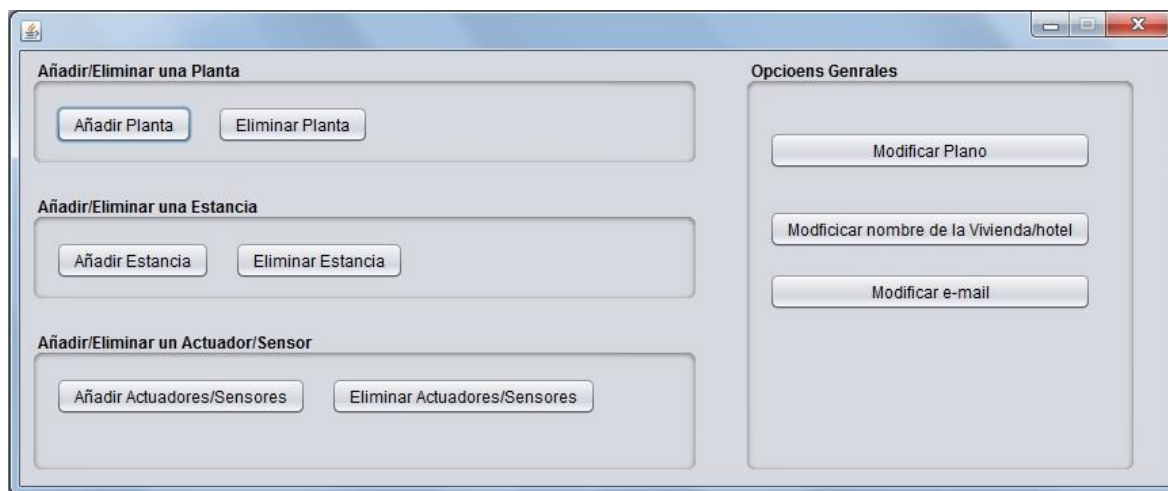 Añadir/Eliminar una Planta
Añadir Planta
Eliminar Planta
Añadir/Eliminar una Estancia
Añadir Estancia
Eliminar Estancia
Añadir/Eliminar un Actuador/Sensor
Añadir Actuadores/Sensores
Eliminar Actuadores/Sensores
Opcioens Genrales
Modificar Plano
Modficicar nombre de la Vivienda/hotel
Modificar e-mail